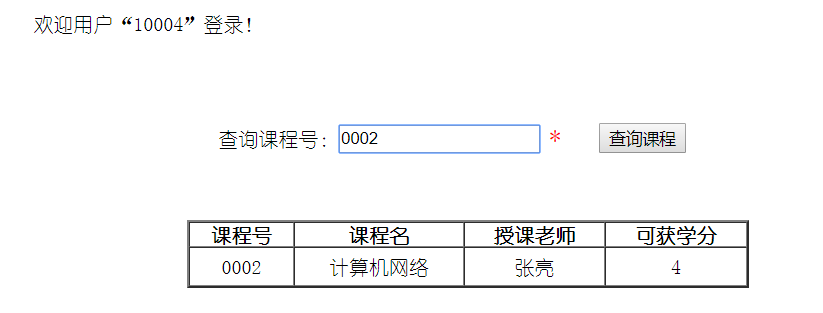 欢迎用户“10004”登录!
查询课程号: 0002 * 查询课程
课程号 课程名 授课老师 可获学分
0002 计算机网络 张亮 4